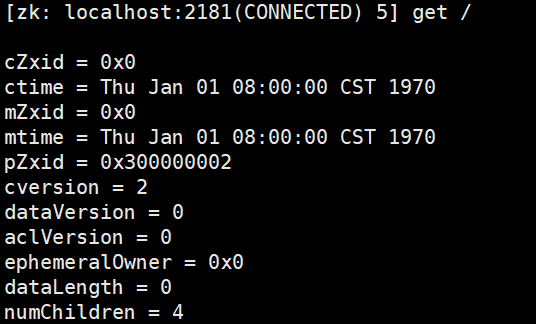 [zk: localhost:2181(CONNECTED) 5] get /
cZxid = 0x0
ctime = Thu Jan 01 08:00:00 CST 1970
mZxid = 0x0
mtime = Thu Jan 01 08:00:00 CST 1970
pZxid = 0x300000002
cversion = 2
dataVersion = 0
aclVersion = 0
ephemeralOwner = 0x0
dataLength = 0
numChildren = 4